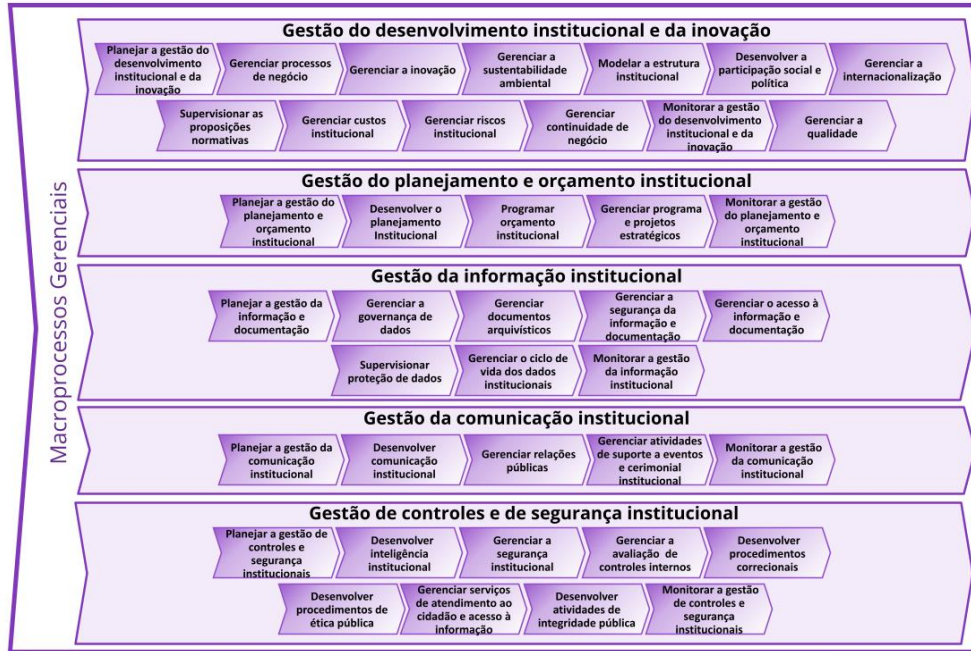 Macroprocessos Gerenciais
Gestão do desenvolvimento institucional e da inovação
Planejar a gestão do
desenvolvimento
institucional e da
inovação
Gerenciar processos
de negócio
Gerenciar a inovação
Gerenciar a
sustentabilidade
ambiental
Modelar a estrutura
institucional
Desenvolver a
participação social e
política
Gerenciar a
internacionalização
Supervisionar as
proposições
normativas
Gerenciar custos
institucional
Gerenciar riscos
institucional
Gerenciar
continuidade de
negócio
Monitorar a gestão
do desenvolvimento
institucional e da
inovação
Gerenciar a
qualidade
Gestão do planejamento e orçamento institucional
Planejar a gestão do
planejamento e
orçamento
institucional
Desenvolver o
planejamento
Institucional
Programar
orçamento
institucional
Gerenciar programa
e projetos
estratégicos
Monitorar a gestão
do planejamento e
orçamento
institucional
Gestão da informação institucional
Planejar a gestão da
informação e
documentação
Gerenciar a
governança de
dados
Gerenciar
documentos
arquivísticos
Gerenciar a
segurança da
informação e
documentação
Gerenciar o acesso à
informação e
documentação
Supervisionar
proteção de dados
Gerenciar o ciclo de
vida dos dados
institucionais
Monitorar a gestão
da informação
institucional
Gestão da comunicação institucional
Planejar a gestão da
comunicação
institucional
Desenvolver
comunicação
institucional
Gerenciar relações
públicas
Gerenciar atividades
de suporte a eventos
e cerimonial
institucional
Monitorar a gestão
da comunicação
institucional
Gestão de controles e de segurança institucional
Planejar a gestão de
controles e
segurança
institucionais
Desenvolver
inteligência
institucional
Gerenciar a
segurança
institucional
Gerenciar a
avaliação de
controles internos
Desenvolver
procedimentos
correcionais
Desenvolver
procedimentos de
ética pública
Gerenciar serviços
de atendimento ao
cidadão e acesso à
informação
Desenvolver
atividades de
integridade pública
Monitorar a gestão
de controles e
segurança
institucionais